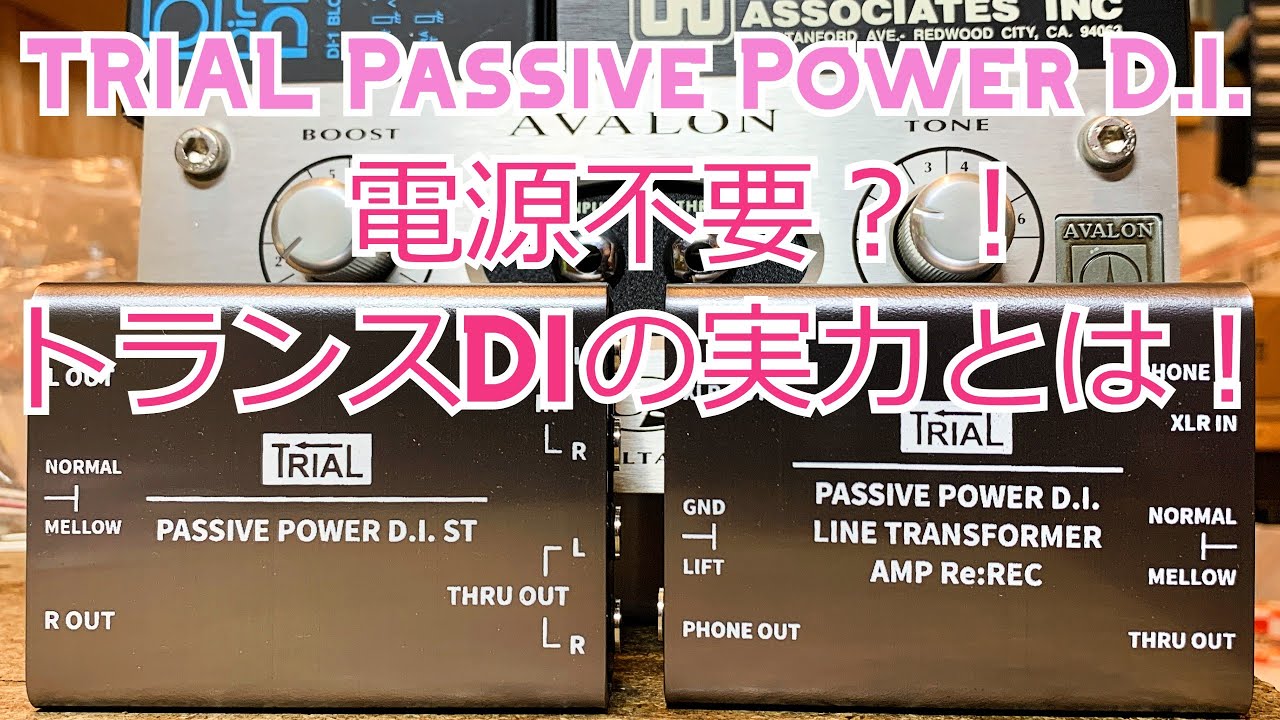 ASSOCIATES INC
STANFORD AVE.- REDWOOD CITY, CA. 94063
TRIAL PASSIVE POWER D.I.
BOOST
AVALON
TONE
電源不要？！
AVALON
トランスDIの実力とは！
L OUT
L
R
TRIAL
NORMAL
MELLOW
PASSIVE POWER D.I. ST
L
THRU OUT
R OUT
R
PHONE
XLR IN
TRIAL
PASSIVE POWER D.I.
LINE TRANSFORMER
AMP Re:REC
GND
LIFT
NORMAL
MELLOW
PHONE OUT
THRU OUT